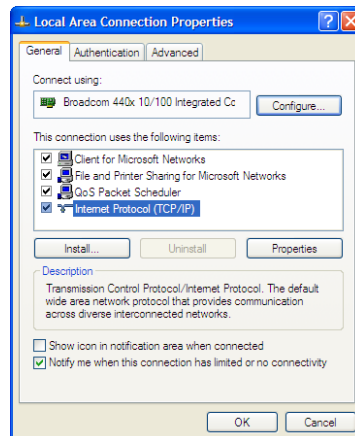 Local Area Connection Properties
General Authentication Advanced
Connect using:
Broadcom 440x 10/100 Integrated Cc Configure...
This connection uses the following items:
Client for Microsoft Networks
File and Printer Sharing for Microsoft Networks
QoS Packet Scheduler
Internet Protocol (TCP/IP)
Install... Uninstall Properties
Description
Transmission Control Protocol/Internet Protocol. The default
wide area network protocol that provides communication
across diverse interconnected networks.
Show icon in notification area when connected
Notify me when this connection has limited or no connectivity
OK Cancel